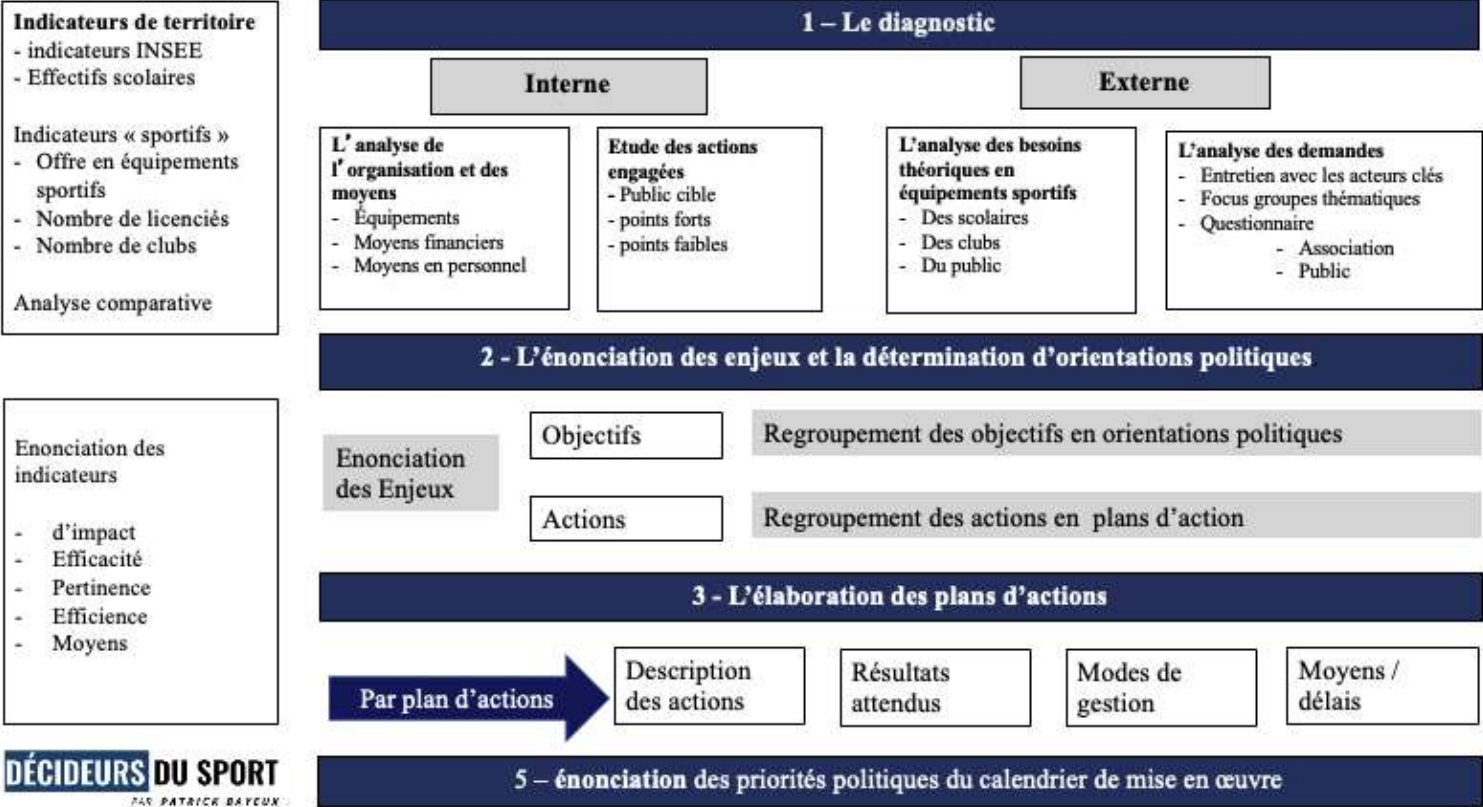 Indicateurs de territoire
- indicateurs INSEE
- Effectifs scolaires
Indicateurs « sportifs »
- Offre en équipements
sportifs
- Nombre de licenciés
- Nombre de clubs
Analyse comparative
1 – Le diagnostic
Interne
Externe
L'analyse de
l'organisation et des
moyens
- Équipements
- Moyens financiers
- Moyens en personnel
Etude des actions
engagées
- Public cible
- points forts
- points faibles
L'analyse des besoins
théoriques en
équipements sportifs
- Des scolaires
- Des clubs
- Du public
L'analyse des demandes
- Entretien avec les acteurs clés
- Focus groupes thématiques
- Questionnaire
- Association
- Public
2 - L'énonciation des enjeux et la détermination d'orientations politiques
Enonciation des
indicateurs
- d'impact
- Efficacité
- Pertinence
- Efficience
- Moyens
Enonciation
des Enjeux
Objectifs
Regroupement des objectifs en orientations politiques
Actions
Regroupement des actions en plans d'action
3 - L'élaboration des plans d'actions
Par plan d'actions
Description
des actions
Résultats
attendus
Modes de
gestion
Moyens /
délais
DÉCIDEURS DU SPORT
PAR PATRICK BAYEUX
5 – énonciation des priorités politiques du calendrier de mise en œuvre